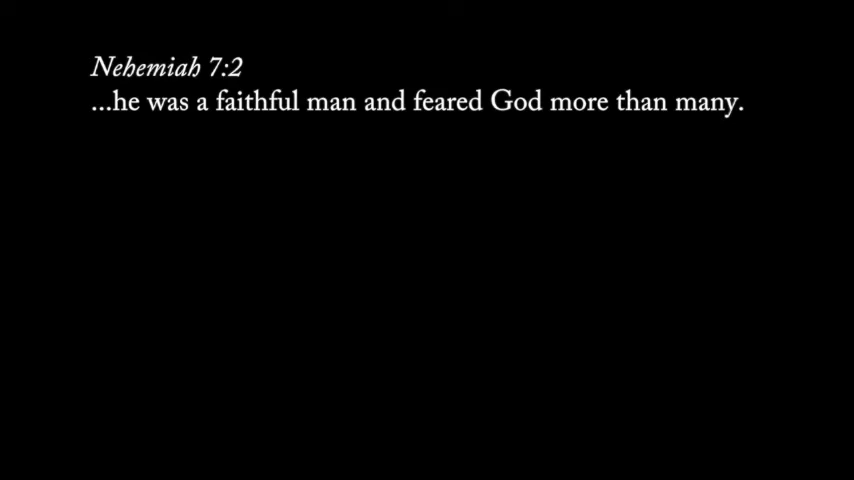 Nehemiah 7:2
...he was a faithful man and feared God more than many.